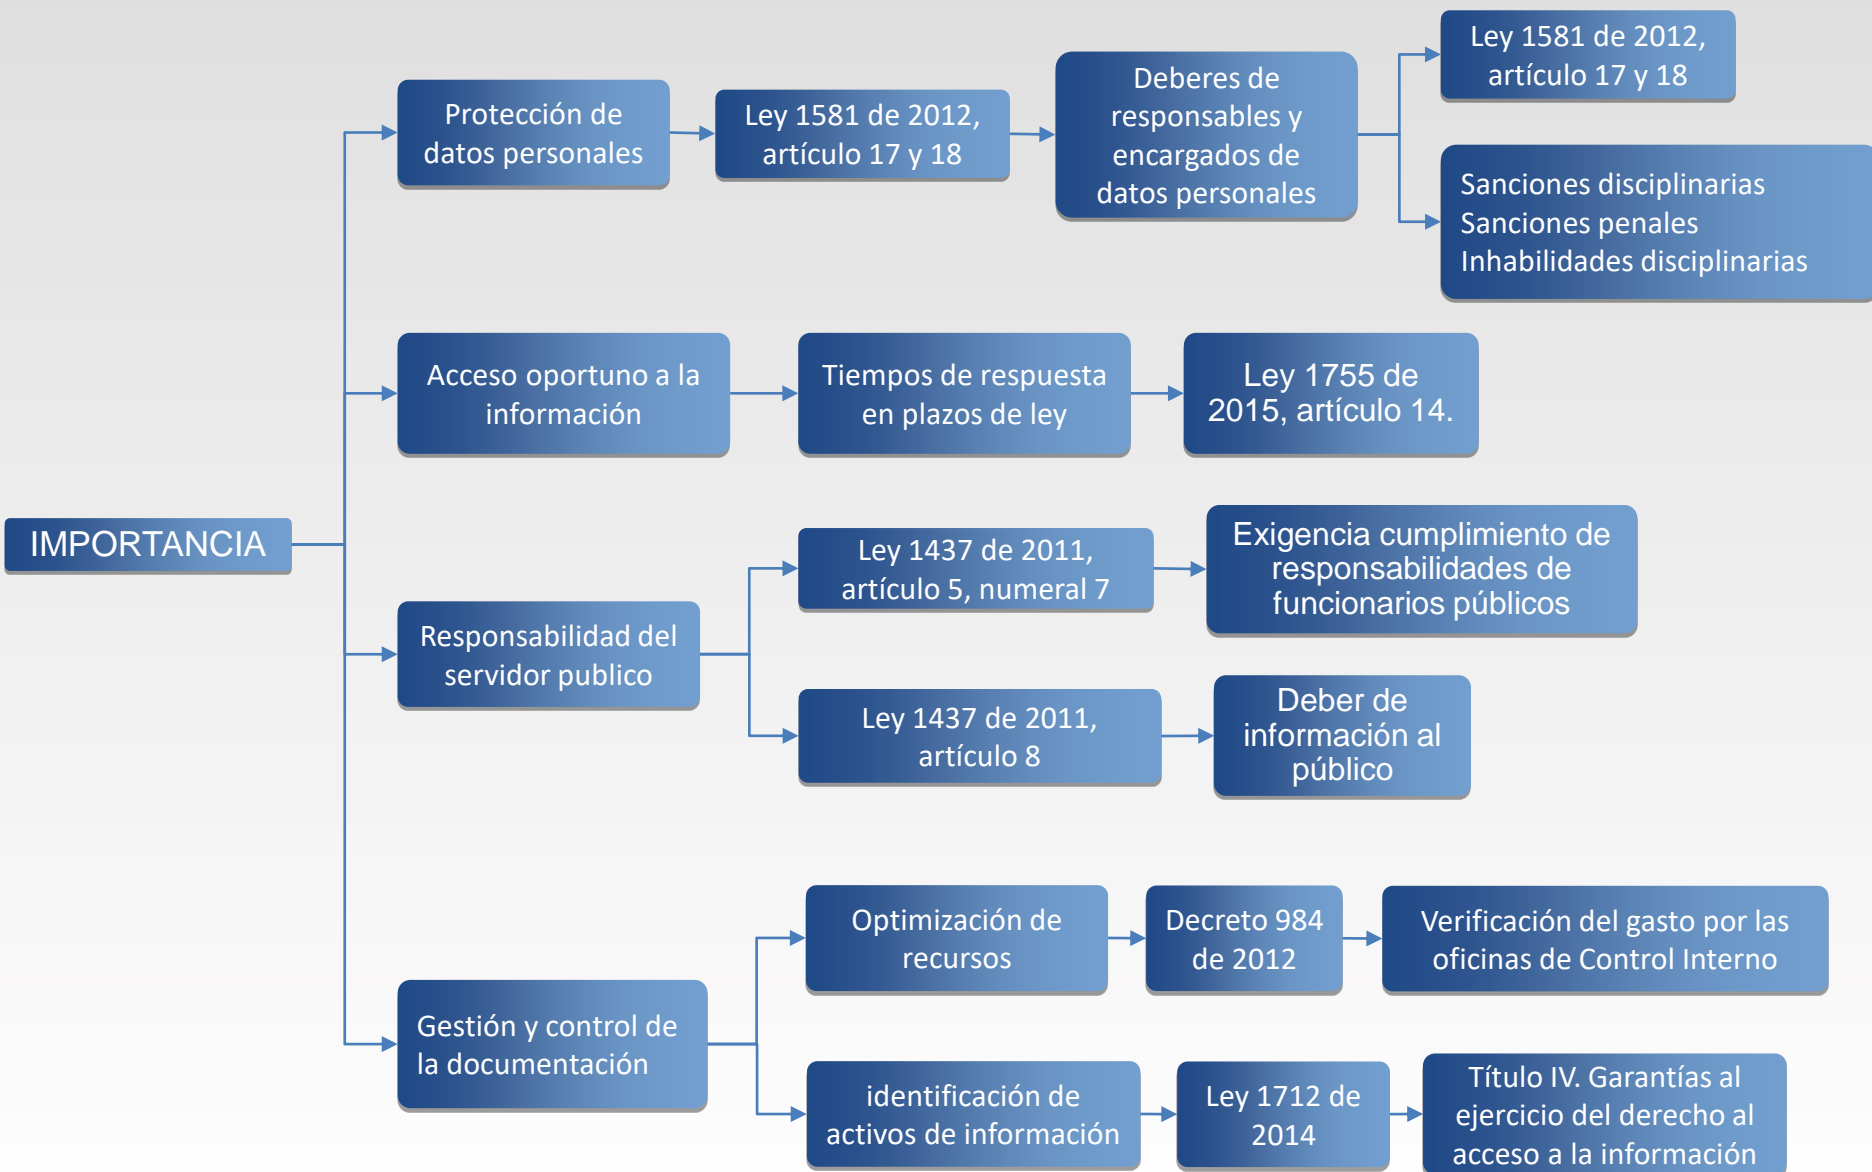 IMPORTANCIA
Protección de
datos personales
Ley 1581 de 2012,
artículo 17 y 18
Deberes de
responsables y
encargados de
datos personales
Ley 1581 de 2012,
artículo 17 y 18
Sanciones disciplinarias
Sanciones penales
Inhabilidades disciplinarias
Acceso oportuno a la
información
Tiempos de respuesta
en plazos de ley
Ley 1755 de
2015, artículo 14.
Responsabilidad del
servidor publico
Ley 1437 de 2011,
artículo 5, numeral 7
Exigencia cumplimiento de
responsabilidades de
funcionarios públicos
Ley 1437 de 2011,
artículo 8
Deber de
información al
público
Gestión y control de
la documentación
Optimización de
recursos
Decreto 984
de 2012
Verificación del gasto por las
oficinas de Control Interno
identificación de
activos de información
Ley 1712 de
2014
Título IV. Garantías al
ejercicio del derecho al
acceso a la información